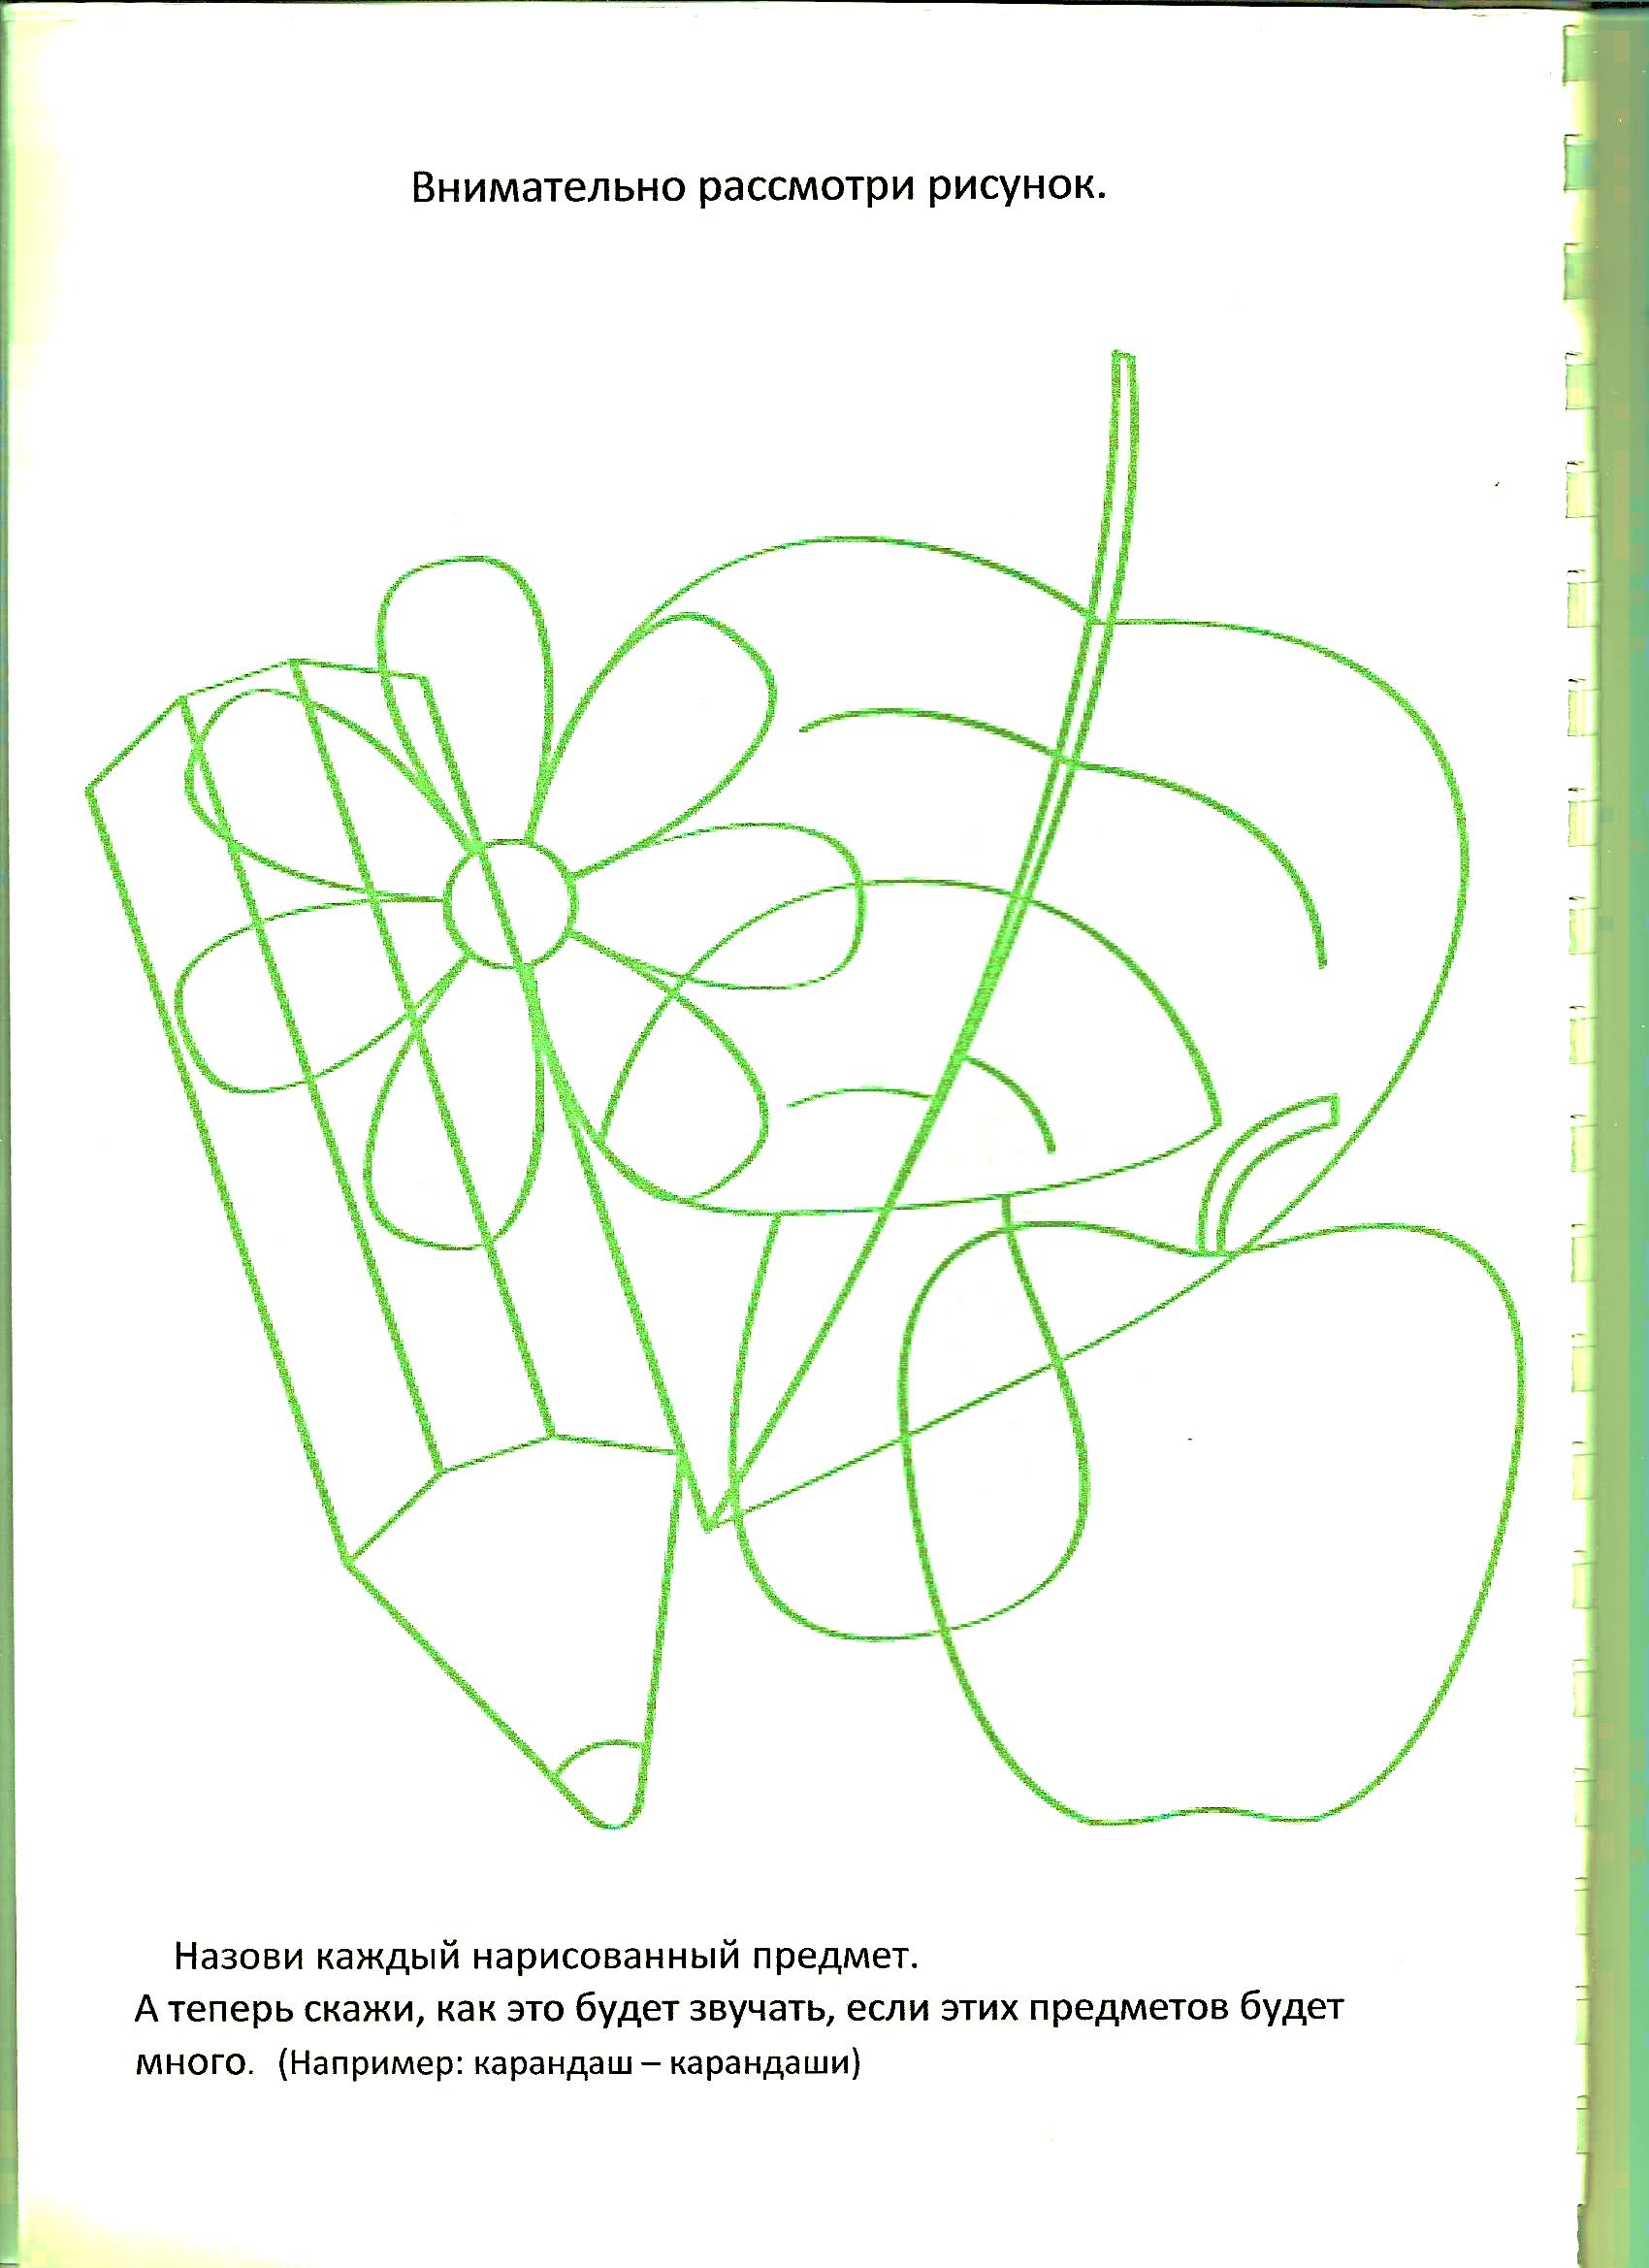 Внимательно рассмотри рисунок.
Назови каждый нарисованный предмет.
А теперь скажи, как это будет звучать, если этих предметов будет
много. (Например: карандаш – карандаши)